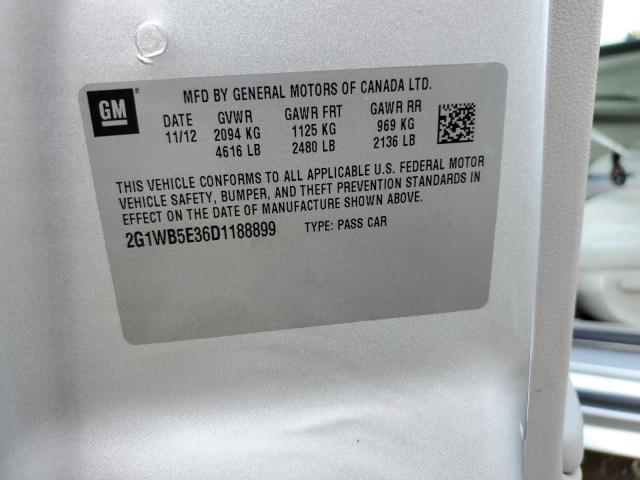 GM ®
MFD BY GENERAL MOTORS OF CANADA LTD.
DATE GVWR GAWR FRT GAWR RR
11/12 2094 KG 1125 KG 969 KG
4616 LB 2480 LB 2136 LB
THIS VEHICLE CONFORMS TO ALL APPLICABLE U.S. FEDERAL MOTOR
VEHICLE SAFETY, BUMPER, AND THEFT PREVENTION STANDARDS IN
EFFECT ON THE DATE OF MANUFACTURE SHOWN ABOVE.
2G1WB5E36D1188899 TYPE: PASS CAR